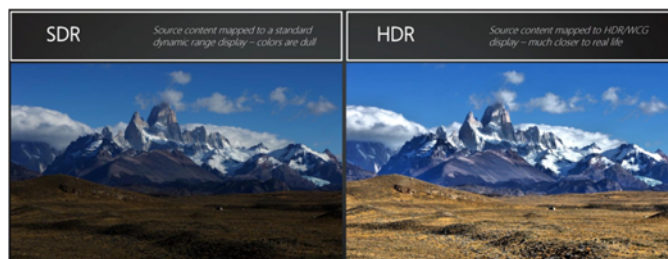 SDR
Source content mapped to a standard
dynamic range display – colors are dull
HDR
Source content mapped to HDR/WCG
display – much closer to real life